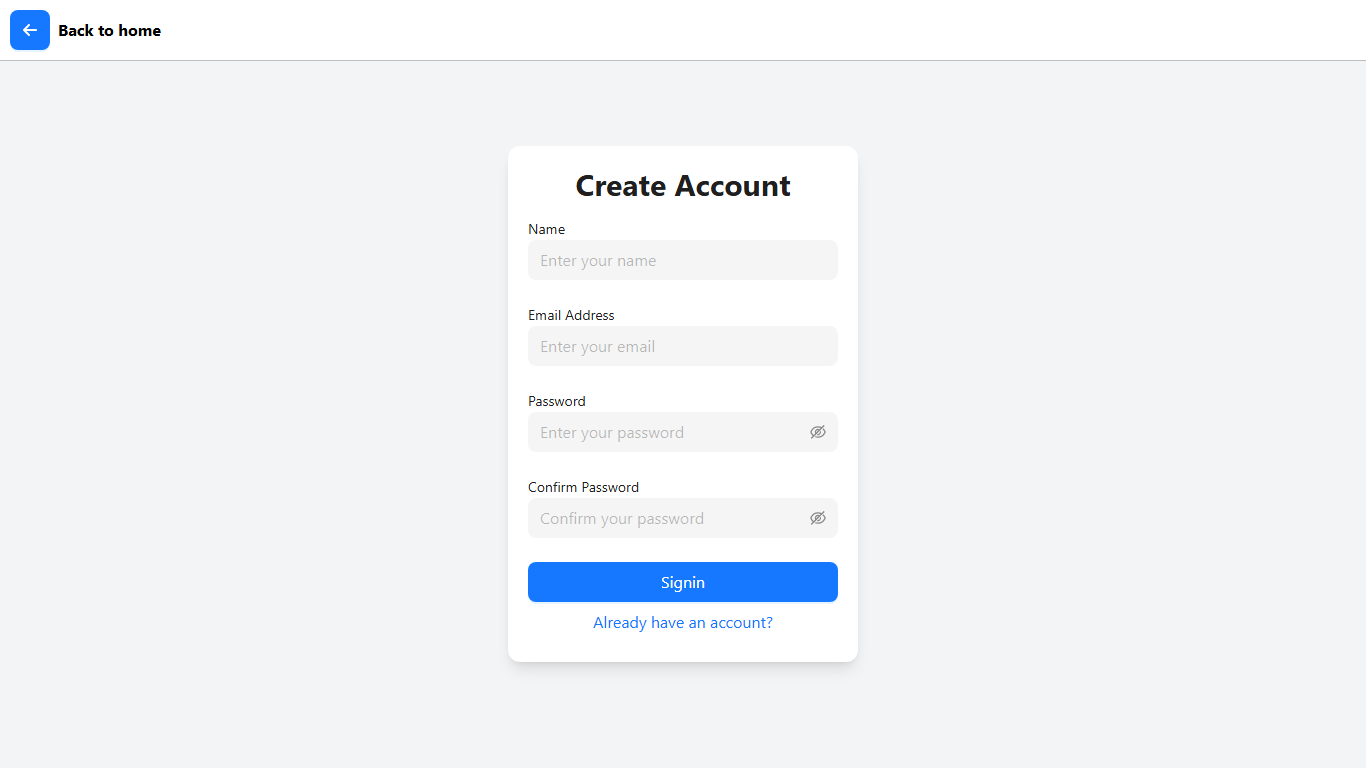 Back to home
Create Account
Name
Enter your name
Email Address
Enter your email
Password
Enter your password
Confirm Password
Confirm your password
Signin
Already have an account?